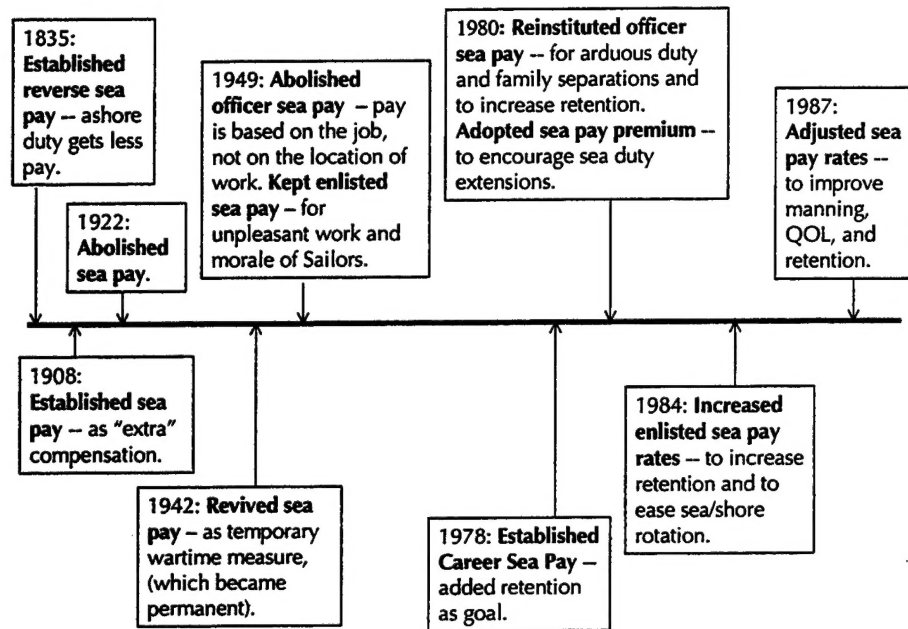 1835:
Established
reverse sea
pay – ashore
duty gets less
pay.
1922:
Abolished
sea pay.
1949: Abolished
officer sea pay – pay
is based on the job,
not on the location of
work. Kept enlisted
sea pay – for
unpleasant work and
morale of Sailors.
1980: Reinstituted officer
sea pay -- for arduous duty
and family separations and
to increase retention.
Adopted sea pay premium --
to encourage sea duty
extensions.
1987:
Adjusted sea
pay rates --
to improve
manning,
QOL, and
retention.
1908:
Established sea
pay -- as "extra"
compensation.
1942: Revived sea
pay – as temporary
wartime measure,
(which became
permanent).
1978: Established
Career Sea Pay –
added retention
as goal.
1984: Increased
enlisted sea pay
rates -- to increase
retention and to
ease sea/shore
rotation.